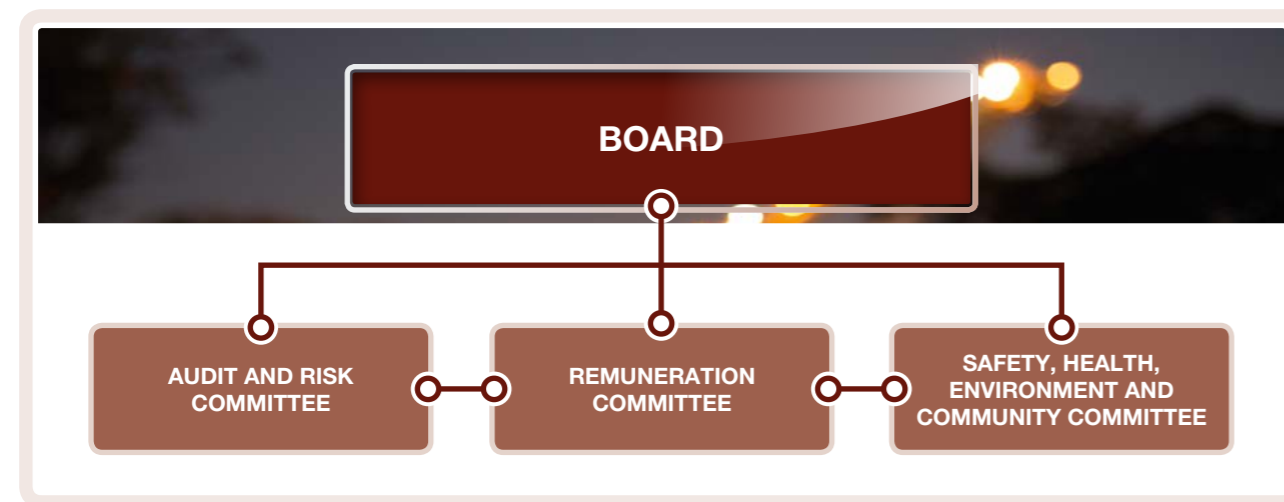 BOARD
AUDIT AND RISK
COMMITTEE
REMUNERATION
COMMITTEE
SAFETY, HEALTH,
ENVIRONMENT AND
COMMUNITY COMMITTEE